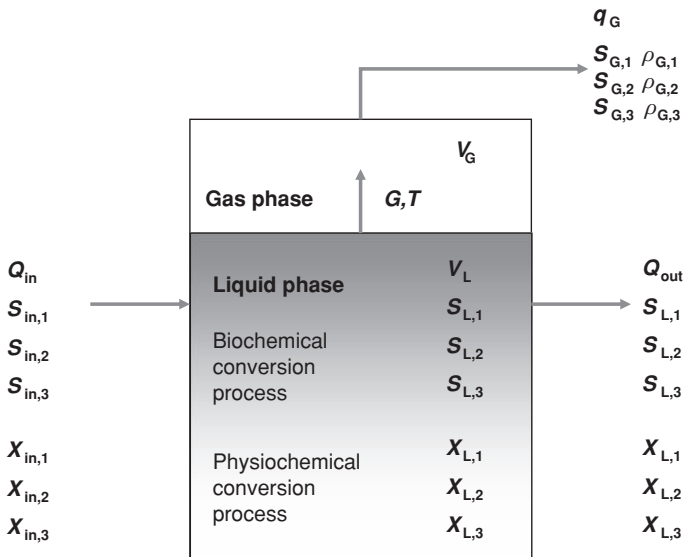 q_G
S_G,1 ρ_G,1
S_G,2 ρ_G,2
S_G,3 ρ_G,3
V_G
Gas phase
G,T
Q_in
S_in,1
S_in,2
S_in,3
X_in,1
X_in,2
X_in,3
Liquid phase
Biochemical
conversion
process
Physiochemical
conversion
process
V_L
S_L,1
S_L,2
S_L,3
X_L,1
X_L,2
X_L,3
Q_out
S_L,1
S_L,2
S_L,3
X_L,1
X_L,2
X_L,3